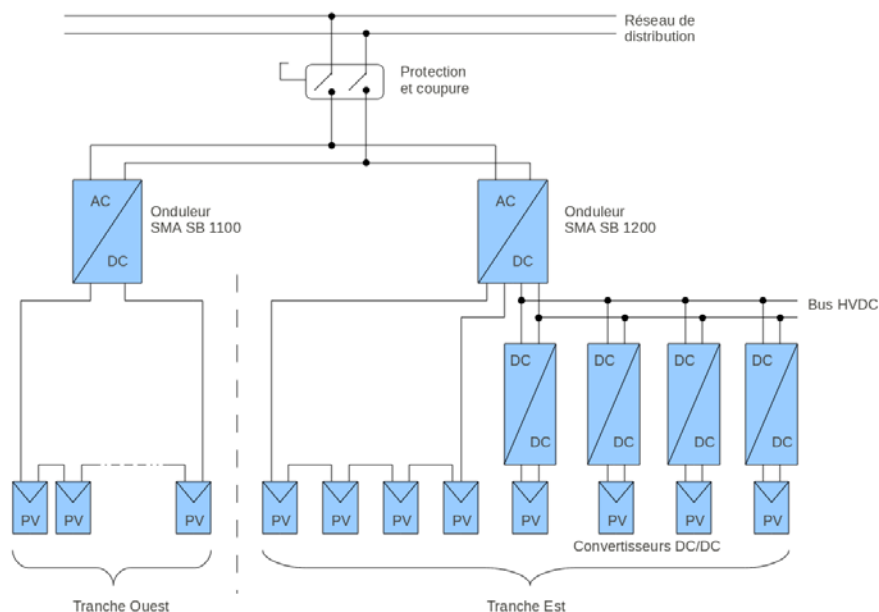 Réseau de
distribution
Protection
et coupure
AC
DC
Onduleur
SMA SB 1100
AC
DC
Onduleur
SMA SB 1200
Bus HVDC
DC
DC
DC
DC
DC
DC
DC
DC
PV
PV
PV
PV
PV
PV
PV
PV
PV
PV
PV
Convertisseurs DC/DC
Tranche Ouest
Tranche Est